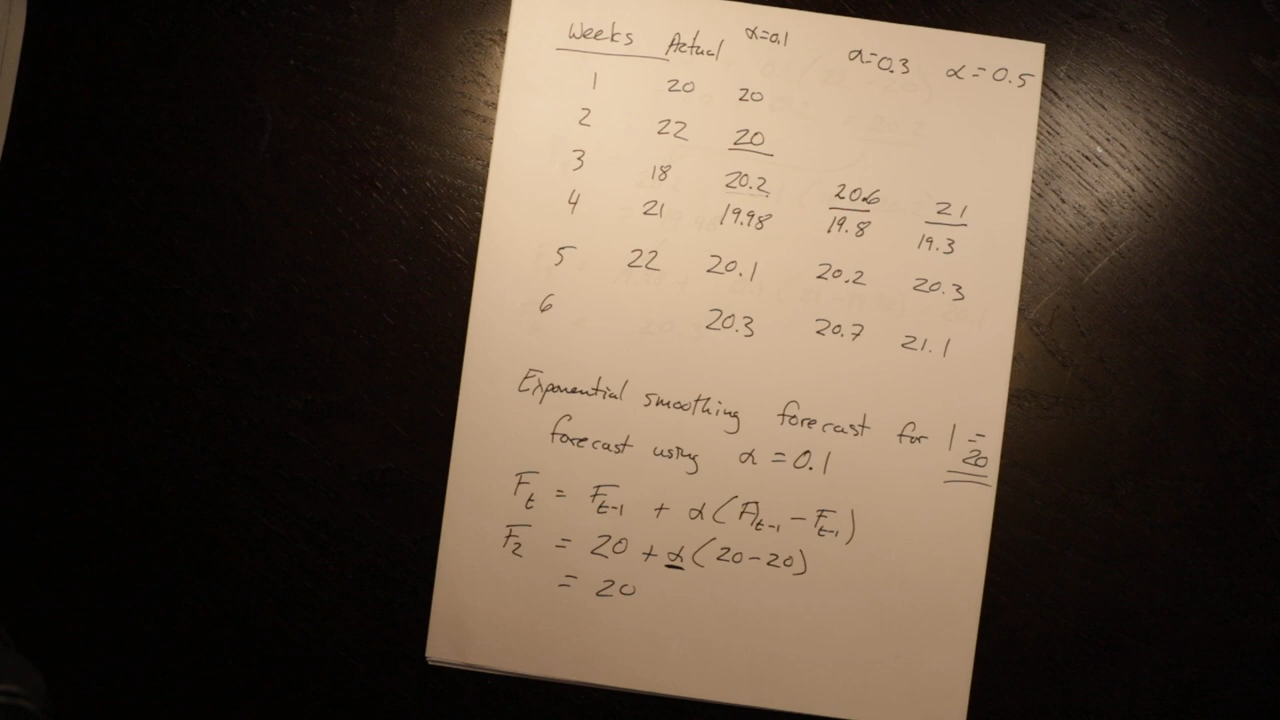 Weeks Actual α=0.1 α=0.3 α=0.5
1 20 20
2 22 20
3 18 20.2 20.6 21
4 21 19.98 19.8 19.3
5 22 20.1 20.2 20.3
6 20.3 20.7 21.1
Exponential smoothing forecast for 1 = 20
forecast using α = 0.1
Ft = Ft-1 + α(At-1 - Ft-1)
F2 = 20 + α(20-20)
= 20